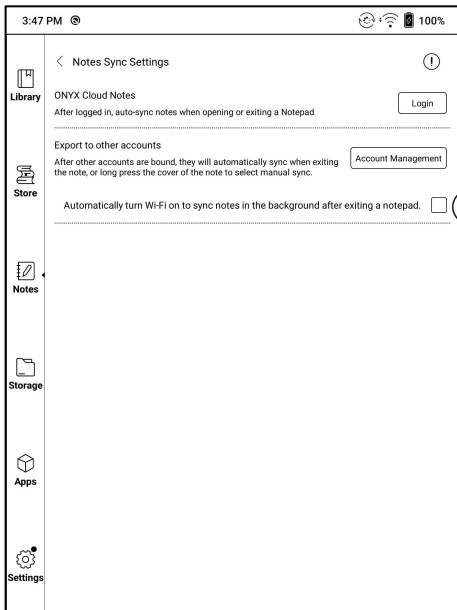 3:47 PM
100%
Notes Sync Settings
Library
ONYX Cloud Notes
After logged in, auto-sync notes when opening or exiting a Notepad
Login
Export to other accounts
After other accounts are bound, they will automatically sync when exiting
the note, or long press the cover of the note to select manual sync.
Account Management
Store
Automatically turn Wi-Fi on to sync notes in the background after exiting a notepad.
Notes
Storage
Apps
Settings